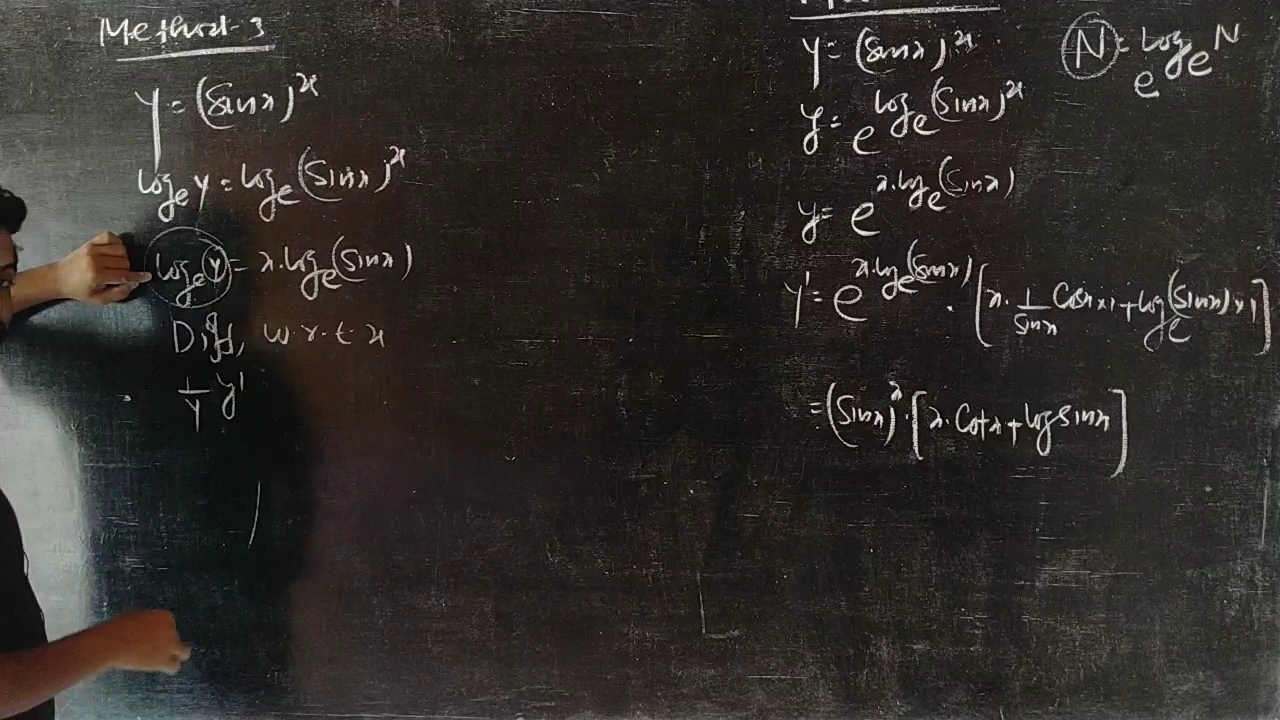 Method-3
y = (sinx)^x
log_e y = log_e (sinx)^x
log_e y = x.log_e (sinx)
Diff, w.r.t x
1/y y'
y = (sinx)^x
N = e^{log_e N}
y = e^{log_e (sinx)^x}
y = e^{x.log_e (sinx)}
y' = e^{x.log_e (sinx)} . [x. 1/sinx Cosx×1 + log_e (sinx)×1]
= (sinx)^x . [x.Cotx + log sinx]